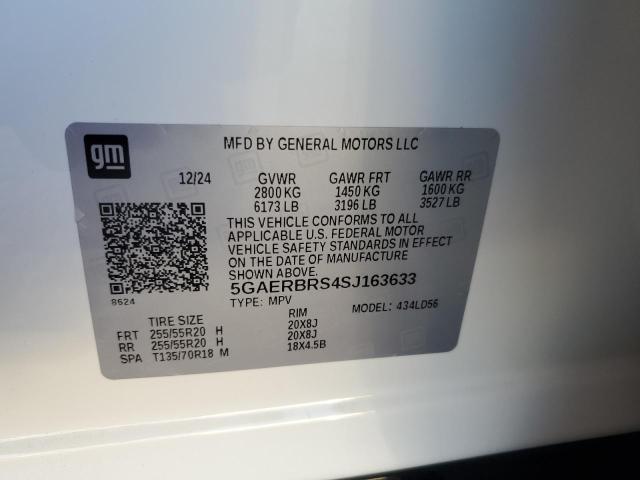 gm
MFD BY GENERAL MOTORS LLC
12/24 GVWR GAWR FRT GAWR RR
2800 KG 1450 KG 1600 KG
6173 LB 3196 LB 3527 LB
THIS VEHICLE CONFORMS TO ALL
APPLICABLE U.S. FEDERAL MOTOR
VEHICLE SAFETY STANDARDS IN EFFECT
ON THE DATE OF MANUFACTURE
SHOWN ABOVE.
8624
5GAERBRS4SJ163633
TYPE: MPV MODEL: 434LD56
TIRE SIZE RIM
FRT 255/55R20 H 20X8J
RR 255/55R20 H 20X8J
SPA T135/70R18 M 18X4.5B